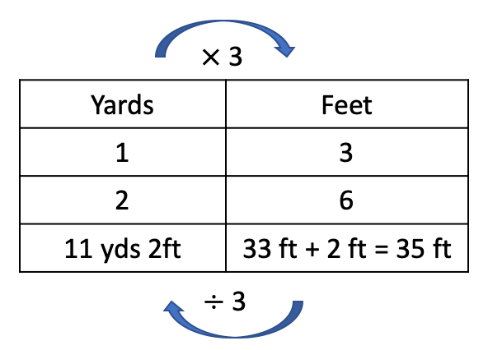 × 3
Yards Feet
1 3
2 6
11 yds 2ft 33 ft + 2 ft = 35 ft
÷ 3